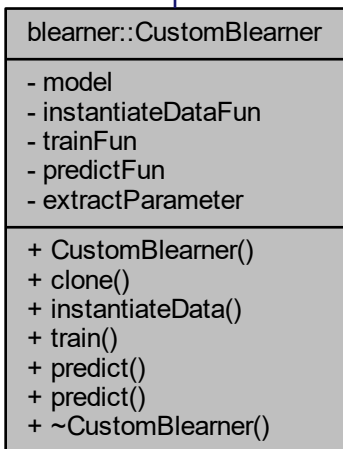 blearner::CustomBlearner
- model
- instantiateDataFun
- trainFun
- predictFun
- extractParameter
+ CustomBlearner()
+ clone()
+ instantiateData()
+ train()
+ predict()
+ predict()
+ ~CustomBlearner()